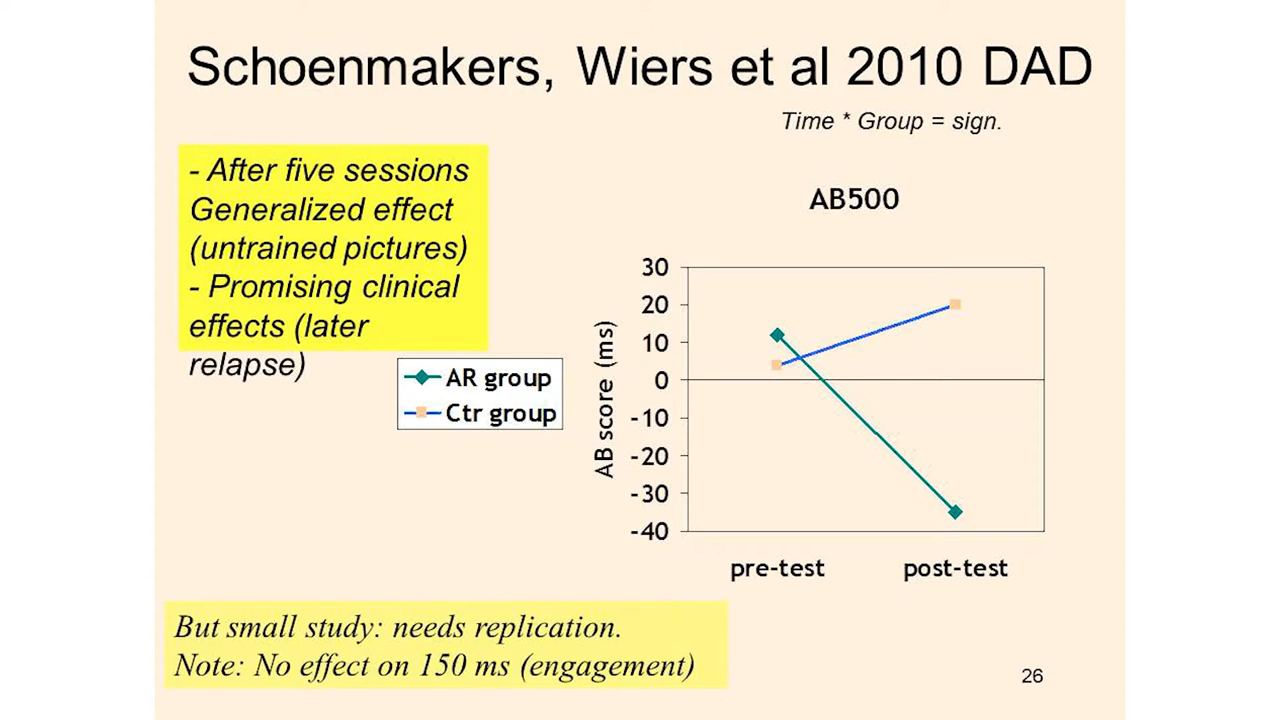 Schoenmakers, Wiers et al 2010 DAD
Time * Group = sign.
- After five sessions
Generalized effect
(untrained pictures)
- Promising clinical
effects (later
relapse)
AR group
Ctr group
AB500
AB score (ms)
30
20
10
0
-10
-20
-30
-40
pre-test post-test
But small study: needs replication.
Note: No effect on 150 ms (engagement)
26